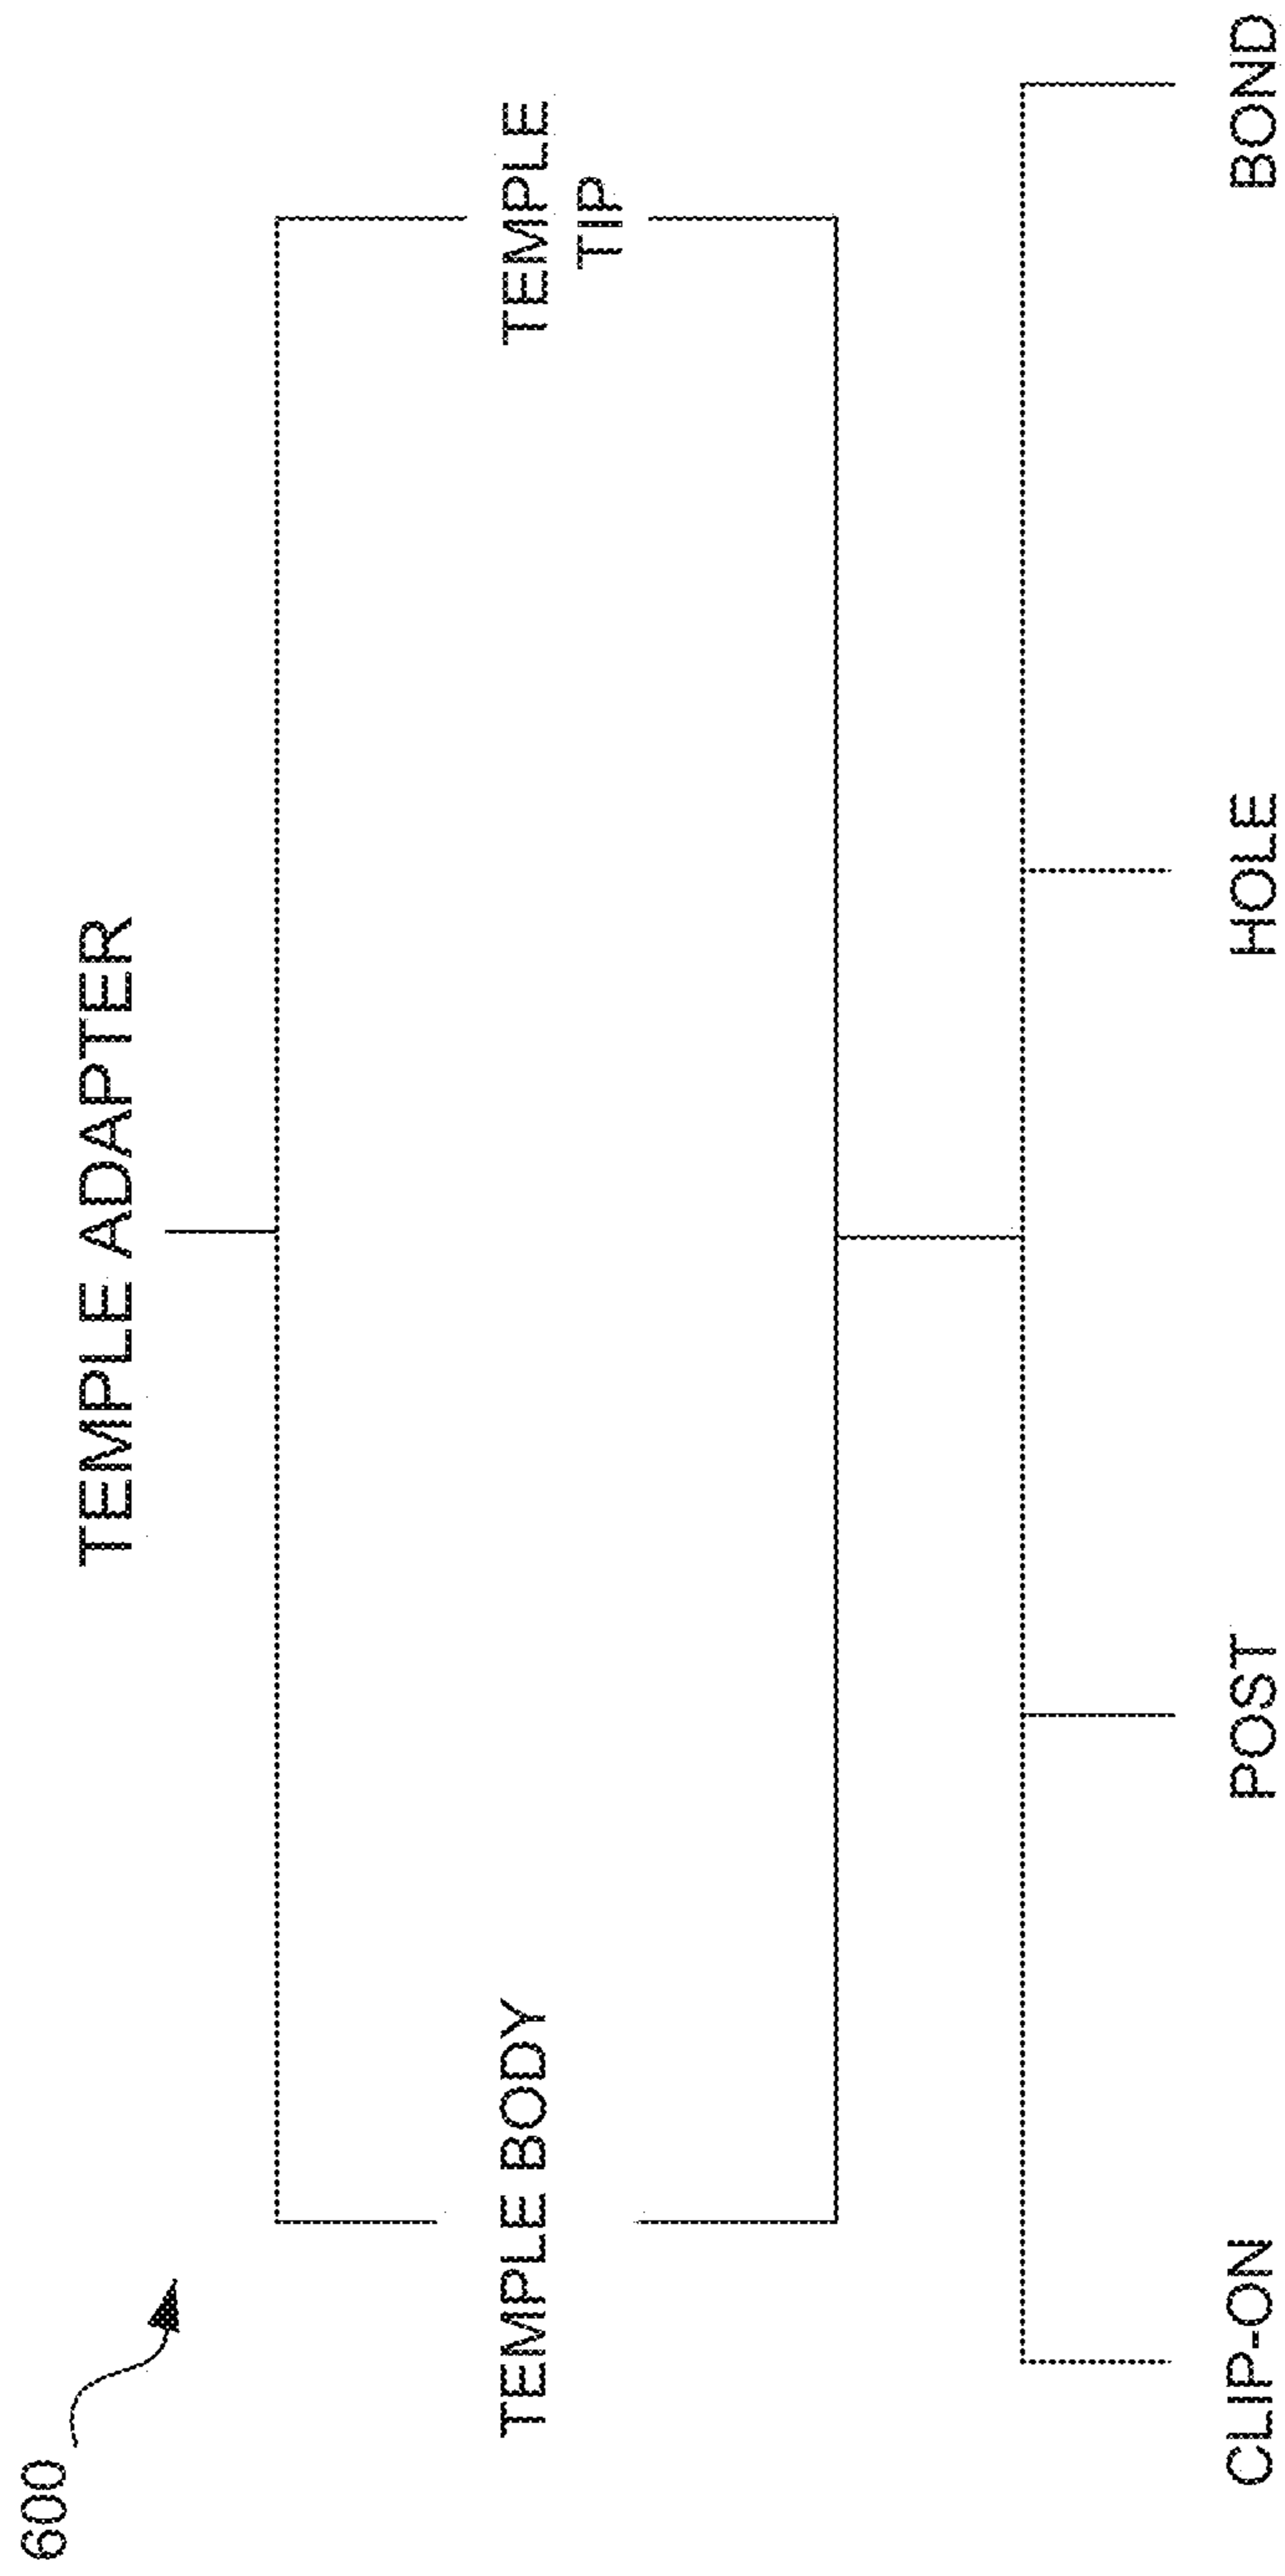 600
TEMPLE ADAPTER
TEMPLE BODY
TEMPLE
TIP
CLIP-ON
POST
HOLE
BOND